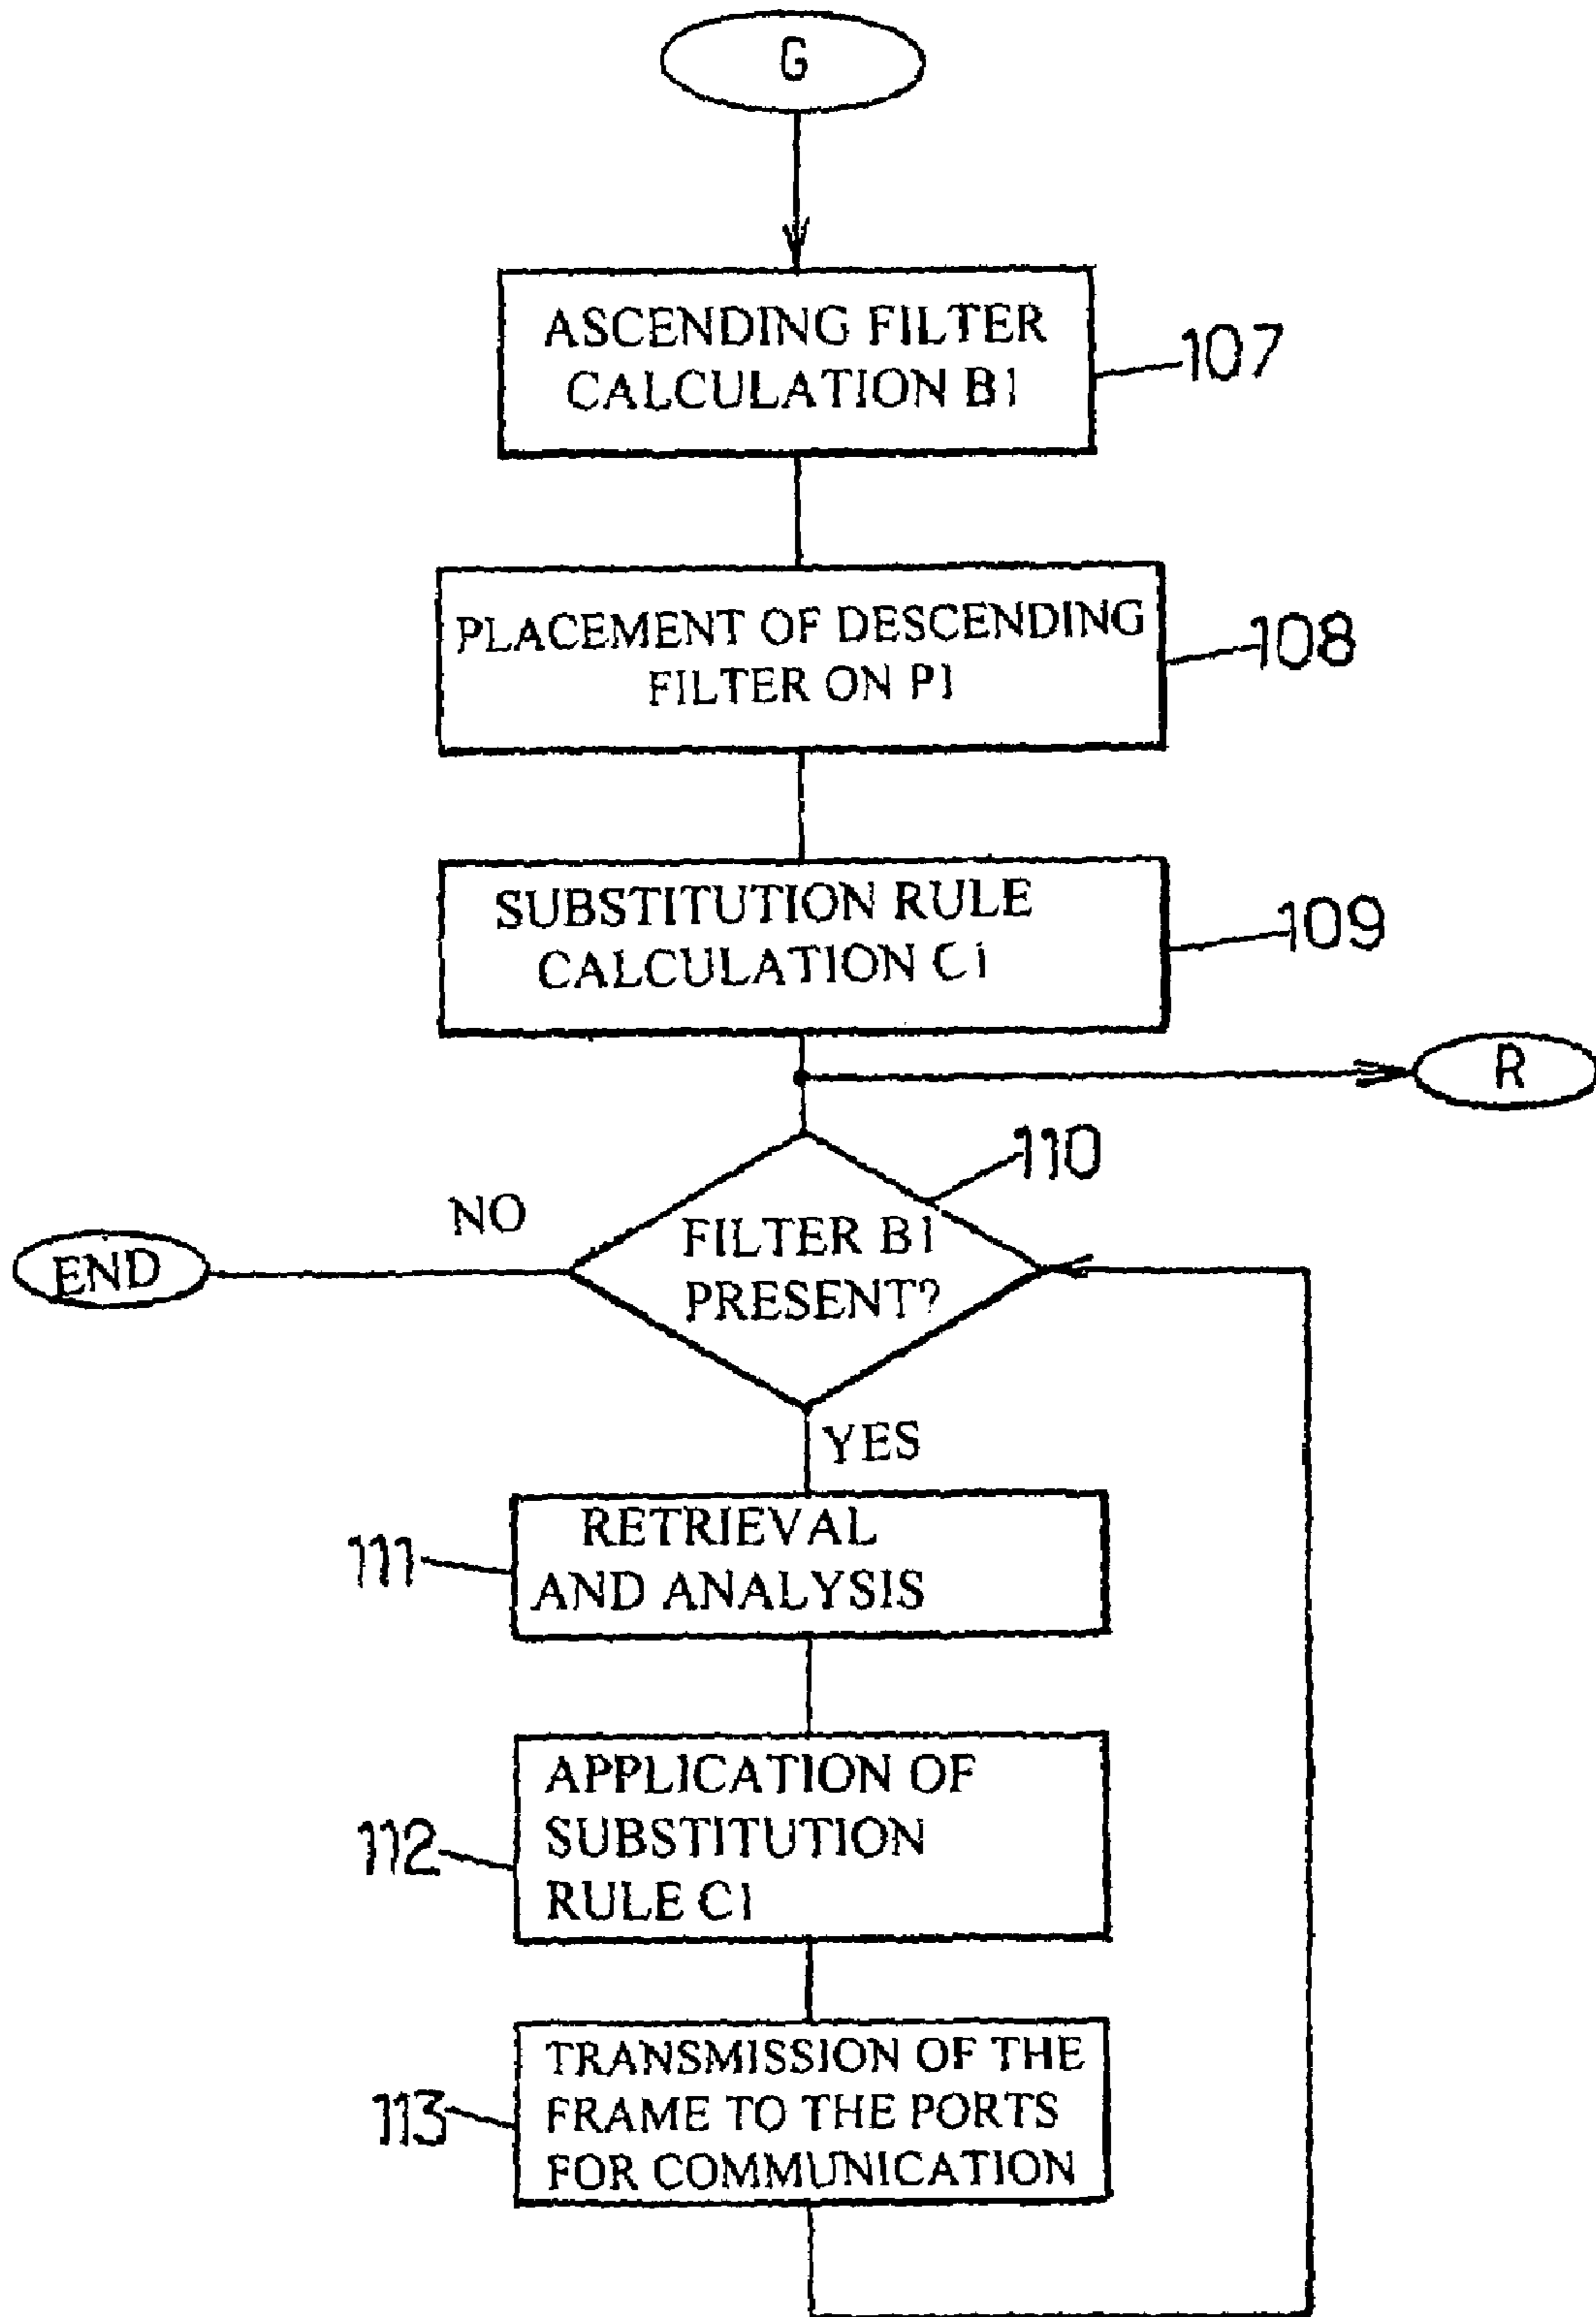 G
ASCENDING FILTER
CALCULATION B1
107
PLACEMENT OF DESCENDING
FILTER ON P1
108
SUBSTITUTION RULE
CALCULATION C1
109
R
110
NO
FILTER B1
PRESENT?
END
YES
RETRIEVAL
AND ANALYSIS
111
APPLICATION OF
SUBSTITUTION
RULE C1
112
TRANSMISSION OF THE
FRAME TO THE PORTS
FOR COMMUNICATION
113